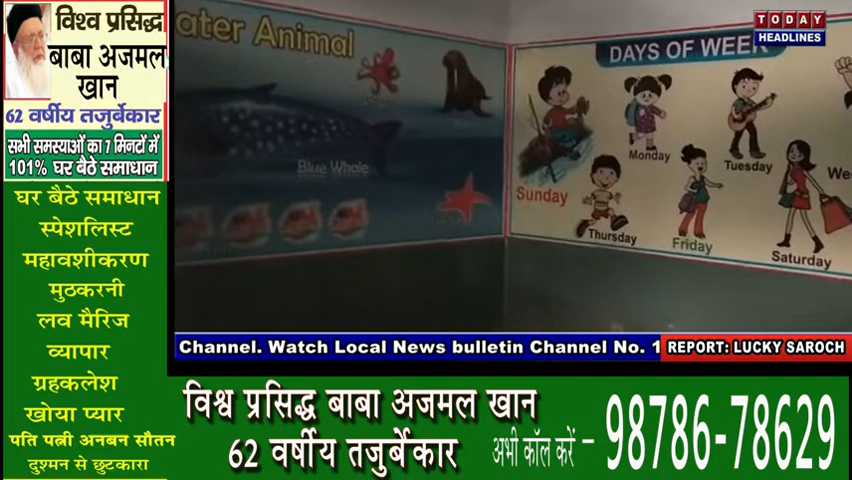 विश्व प्रसिद्ध
बाबा अजमल
खान
62 वर्षीय तजुर्बेकार
सभी समस्याओं का 7 मिनटों में
101% घर बैठे समाधान
घर बैठे समाधान
स्पेशलिस्ट
महावशीकरण
मुठकरनी
लव मैरिज
व्यापार
ग्रहकलेश
खोया प्यार
पति पत्नी अनबन सौतन
दुश्मन से छुटकारा
ater Animal
Blue Whale
DAYS OF WEEK
Sunday
Monday
Tuesday
We
Thursday
Friday
Saturday
TODAY
HEADLINES
Channel. Watch Local News bulletin Channel No. 1
REPORT: LUCKY SAROCH
विश्व प्रसिद्ध बाबा अजमल खान
62 वर्षीय तजुर्बेकार
अभी कॉल करें – 98786-78629